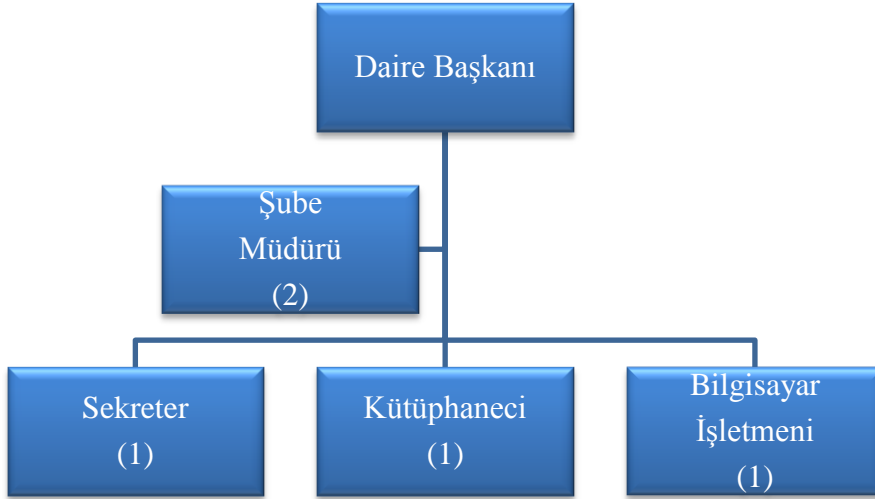 Daire Başkanı
Şube
Müdürü
(2)
Sekreter
(1)
Kütüphaneci
(1)
Bilgisayar
İşletmeni
(1)